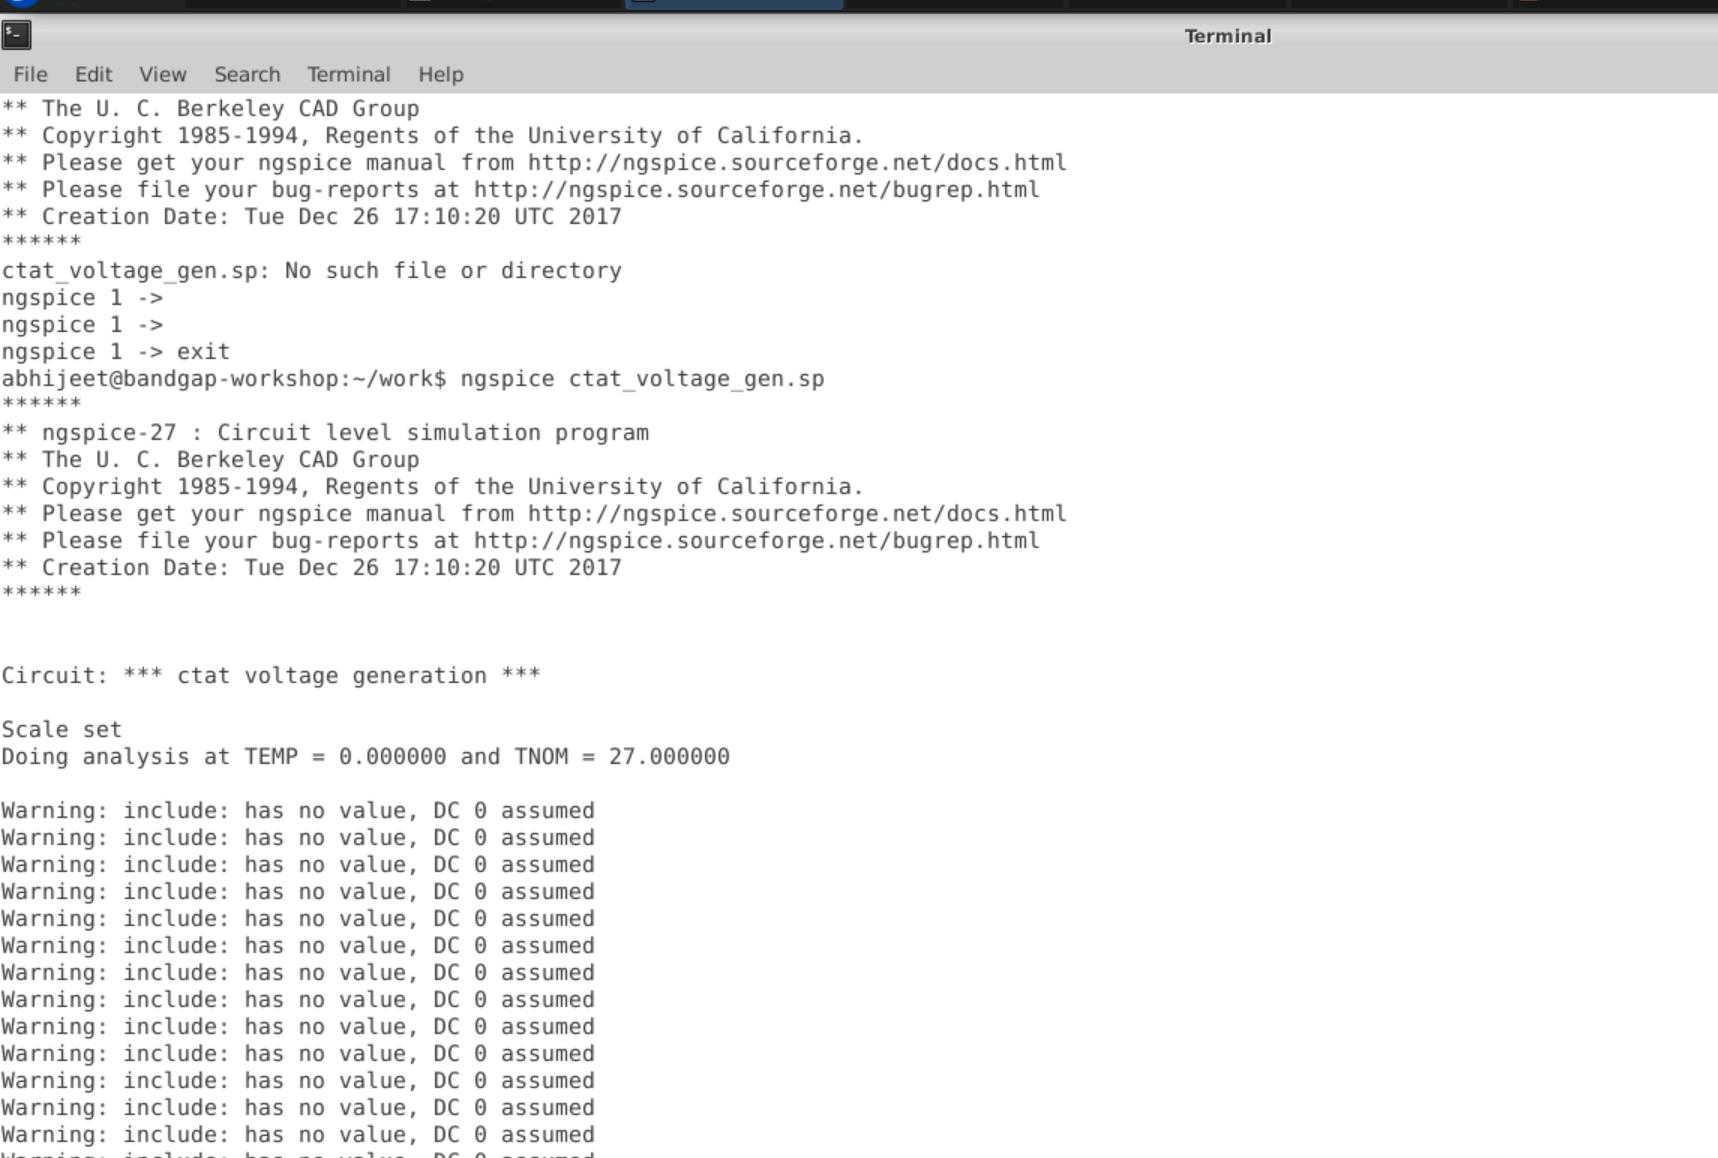 Terminal
File Edit View Search Terminal Help
** The U. C. Berkeley CAD Group
** Copyright 1985-1994, Regents of the University of California.
** Please get your ngspice manual from http://ngspice.sourceforge.net/docs.html
** Please file your bug-reports at http://ngspice.sourceforge.net/bugrep.html
** Creation Date: Tue Dec 26 17:10:20 UTC 2017
******
ctat_voltage_gen.sp: No such file or directory
ngspice 1 ->
ngspice 1 ->
ngspice 1 -> exit
abhijeet@bandgap-workshop:~/work$ ngspice ctat_voltage_gen.sp
******
** ngspice-27 : Circuit level simulation program
** The U. C. Berkeley CAD Group
** Copyright 1985-1994, Regents of the University of California.
** Please get your ngspice manual from http://ngspice.sourceforge.net/docs.html
** Please file your bug-reports at http://ngspice.sourceforge.net/bugrep.html
** Creation Date: Tue Dec 26 17:10:20 UTC 2017
******
Circuit: *** ctat voltage generation ***
Scale set
Doing analysis at TEMP = 0.000000 and TNOM = 27.000000
Warning: include: has no value, DC 0 assumed
Warning: include: has no value, DC 0 assumed
Warning: include: has no value, DC 0 assumed
Warning: include: has no value, DC 0 assumed
Warning: include: has no value, DC 0 assumed
Warning: include: has no value, DC 0 assumed
Warning: include: has no value, DC 0 assumed
Warning: include: has no value, DC 0 assumed
Warning: include: has no value, DC 0 assumed
Warning: include: has no value, DC 0 assumed
Warning: include: has no value, DC 0 assumed
Warning: include: has no value, DC 0 assumed
Warning: include: has no value, DC 0 assumed